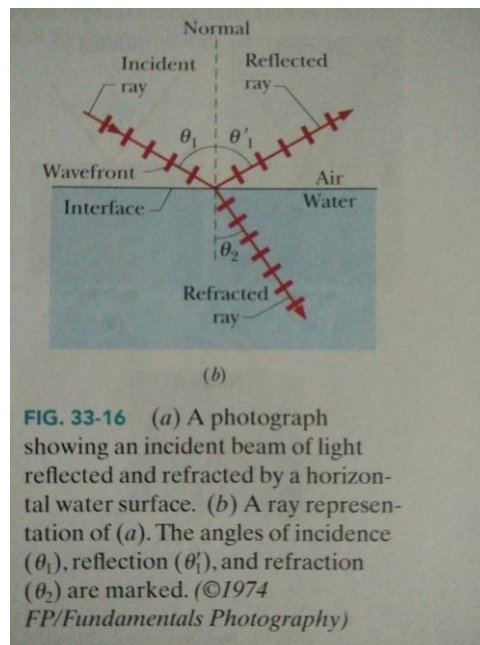 Normal
Incident
ray
Reflected
ray
θ₁ θ′₁
Wavefront
Air
Interface
Water
θ₂
Refracted
ray
(b)
FIG. 33-16 (a) A photograph
showing an incident beam of light
reflected and refracted by a horizon-
tal water surface. (b) A ray represen-
tation of (a). The angles of incidence
(θ₁), reflection (θ′₁), and refraction
(θ₂) are marked. (©1974
FP/Fundamentals Photography)